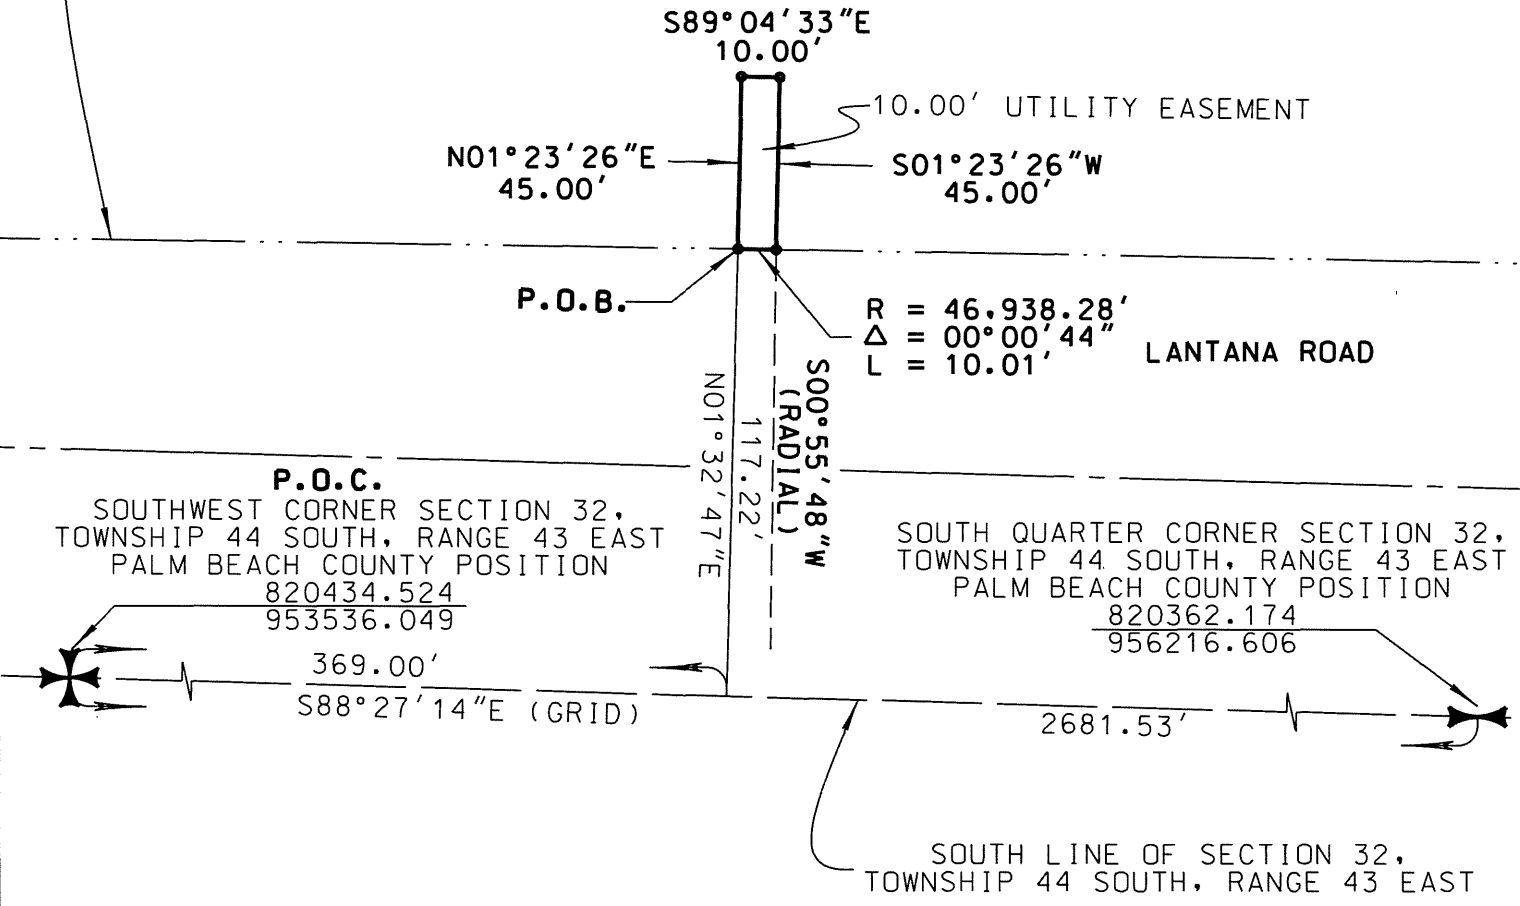 S89°04'33"E
10.00'
10.00' UTILITY EASEMENT
N01°23'26"E
45.00'
S01°23'26"W
45.00'
P.O.B.
R = 46,938.28'
Δ = 00°00'44"
L = 10.01'
LANTANA ROAD
N01°32'47"E
117.22'
S00°55'48"W
(RADIAL)
P.O.C.
SOUTHWEST CORNER SECTION 32,
TOWNSHIP 44 SOUTH, RANGE 43 EAST
PALM BEACH COUNTY POSITION
820434.524
953536.049
SOUTH QUARTER CORNER SECTION 32,
TOWNSHIP 44 SOUTH, RANGE 43 EAST
PALM BEACH COUNTY POSITION
820362.174
956216.606
369.00'
S88°27'14"E (GRID)
2681.53'
SOUTH LINE OF SECTION 32,
TOWNSHIP 44 SOUTH, RANGE 43 EAST